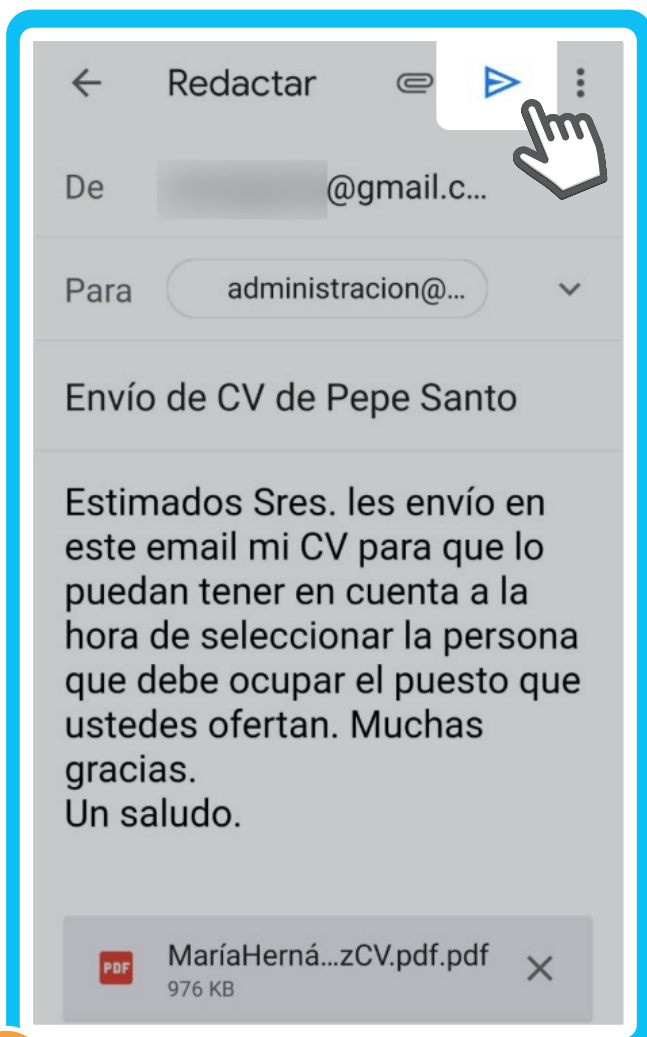 Redactar
De @gmail.c...
Para administracion@...
Envío de CV de Pepe Santo
Estimados Sres. les envío en
este email mi CV para que lo
puedan tener en cuenta a la
hora de seleccionar la persona
que debe ocupar el puesto que
ustedes ofertan. Muchas
gracias.
Un saludo.
PDF MaríaHerná...zCV.pdf.pdf
976 KB